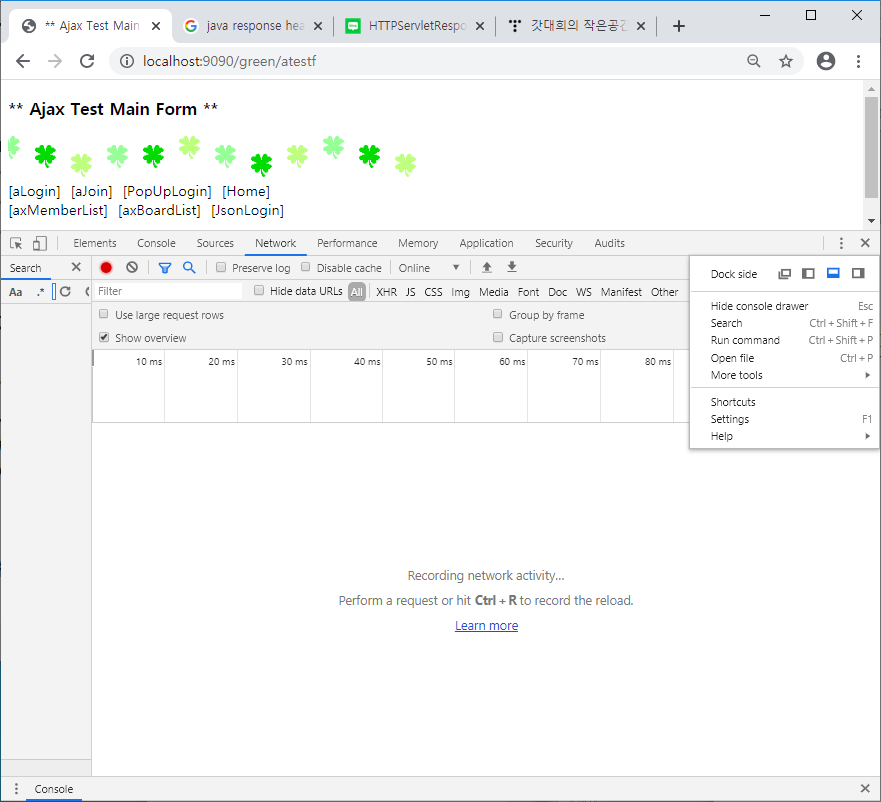 ** Ajax Test Main
java response hea
HTTPServletRespo
갓대희의 작은공간
localhost:9090/green/atestf
** Ajax Test Main Form **
[aLogin] [aJoin] [PopUpLogin] [Home]
[axMemberList] [axBoardList] [JsonLogin]
Elements Console Sources Network Performance Memory Application Security Audits
Search
Preserve log Disable cache Online
Dock side
Aa .*
Filter Hide data URLs All XHR JS CSS Img Media Font Doc WS Manifest Other
Use large request rows Group by frame
Show overview Capture screenshots
Hide console drawer Esc
Search Ctrl + Shift + F
Run command Ctrl + Shift + P
Open file Ctrl + P
More tools
Shortcuts
Settings F1
Help
10 ms 20 ms 30 ms 40 ms 50 ms 60 ms 70 ms 80 ms
Recording network activity...
Perform a request or hit Ctrl + R to record the reload.
Learn more
Console